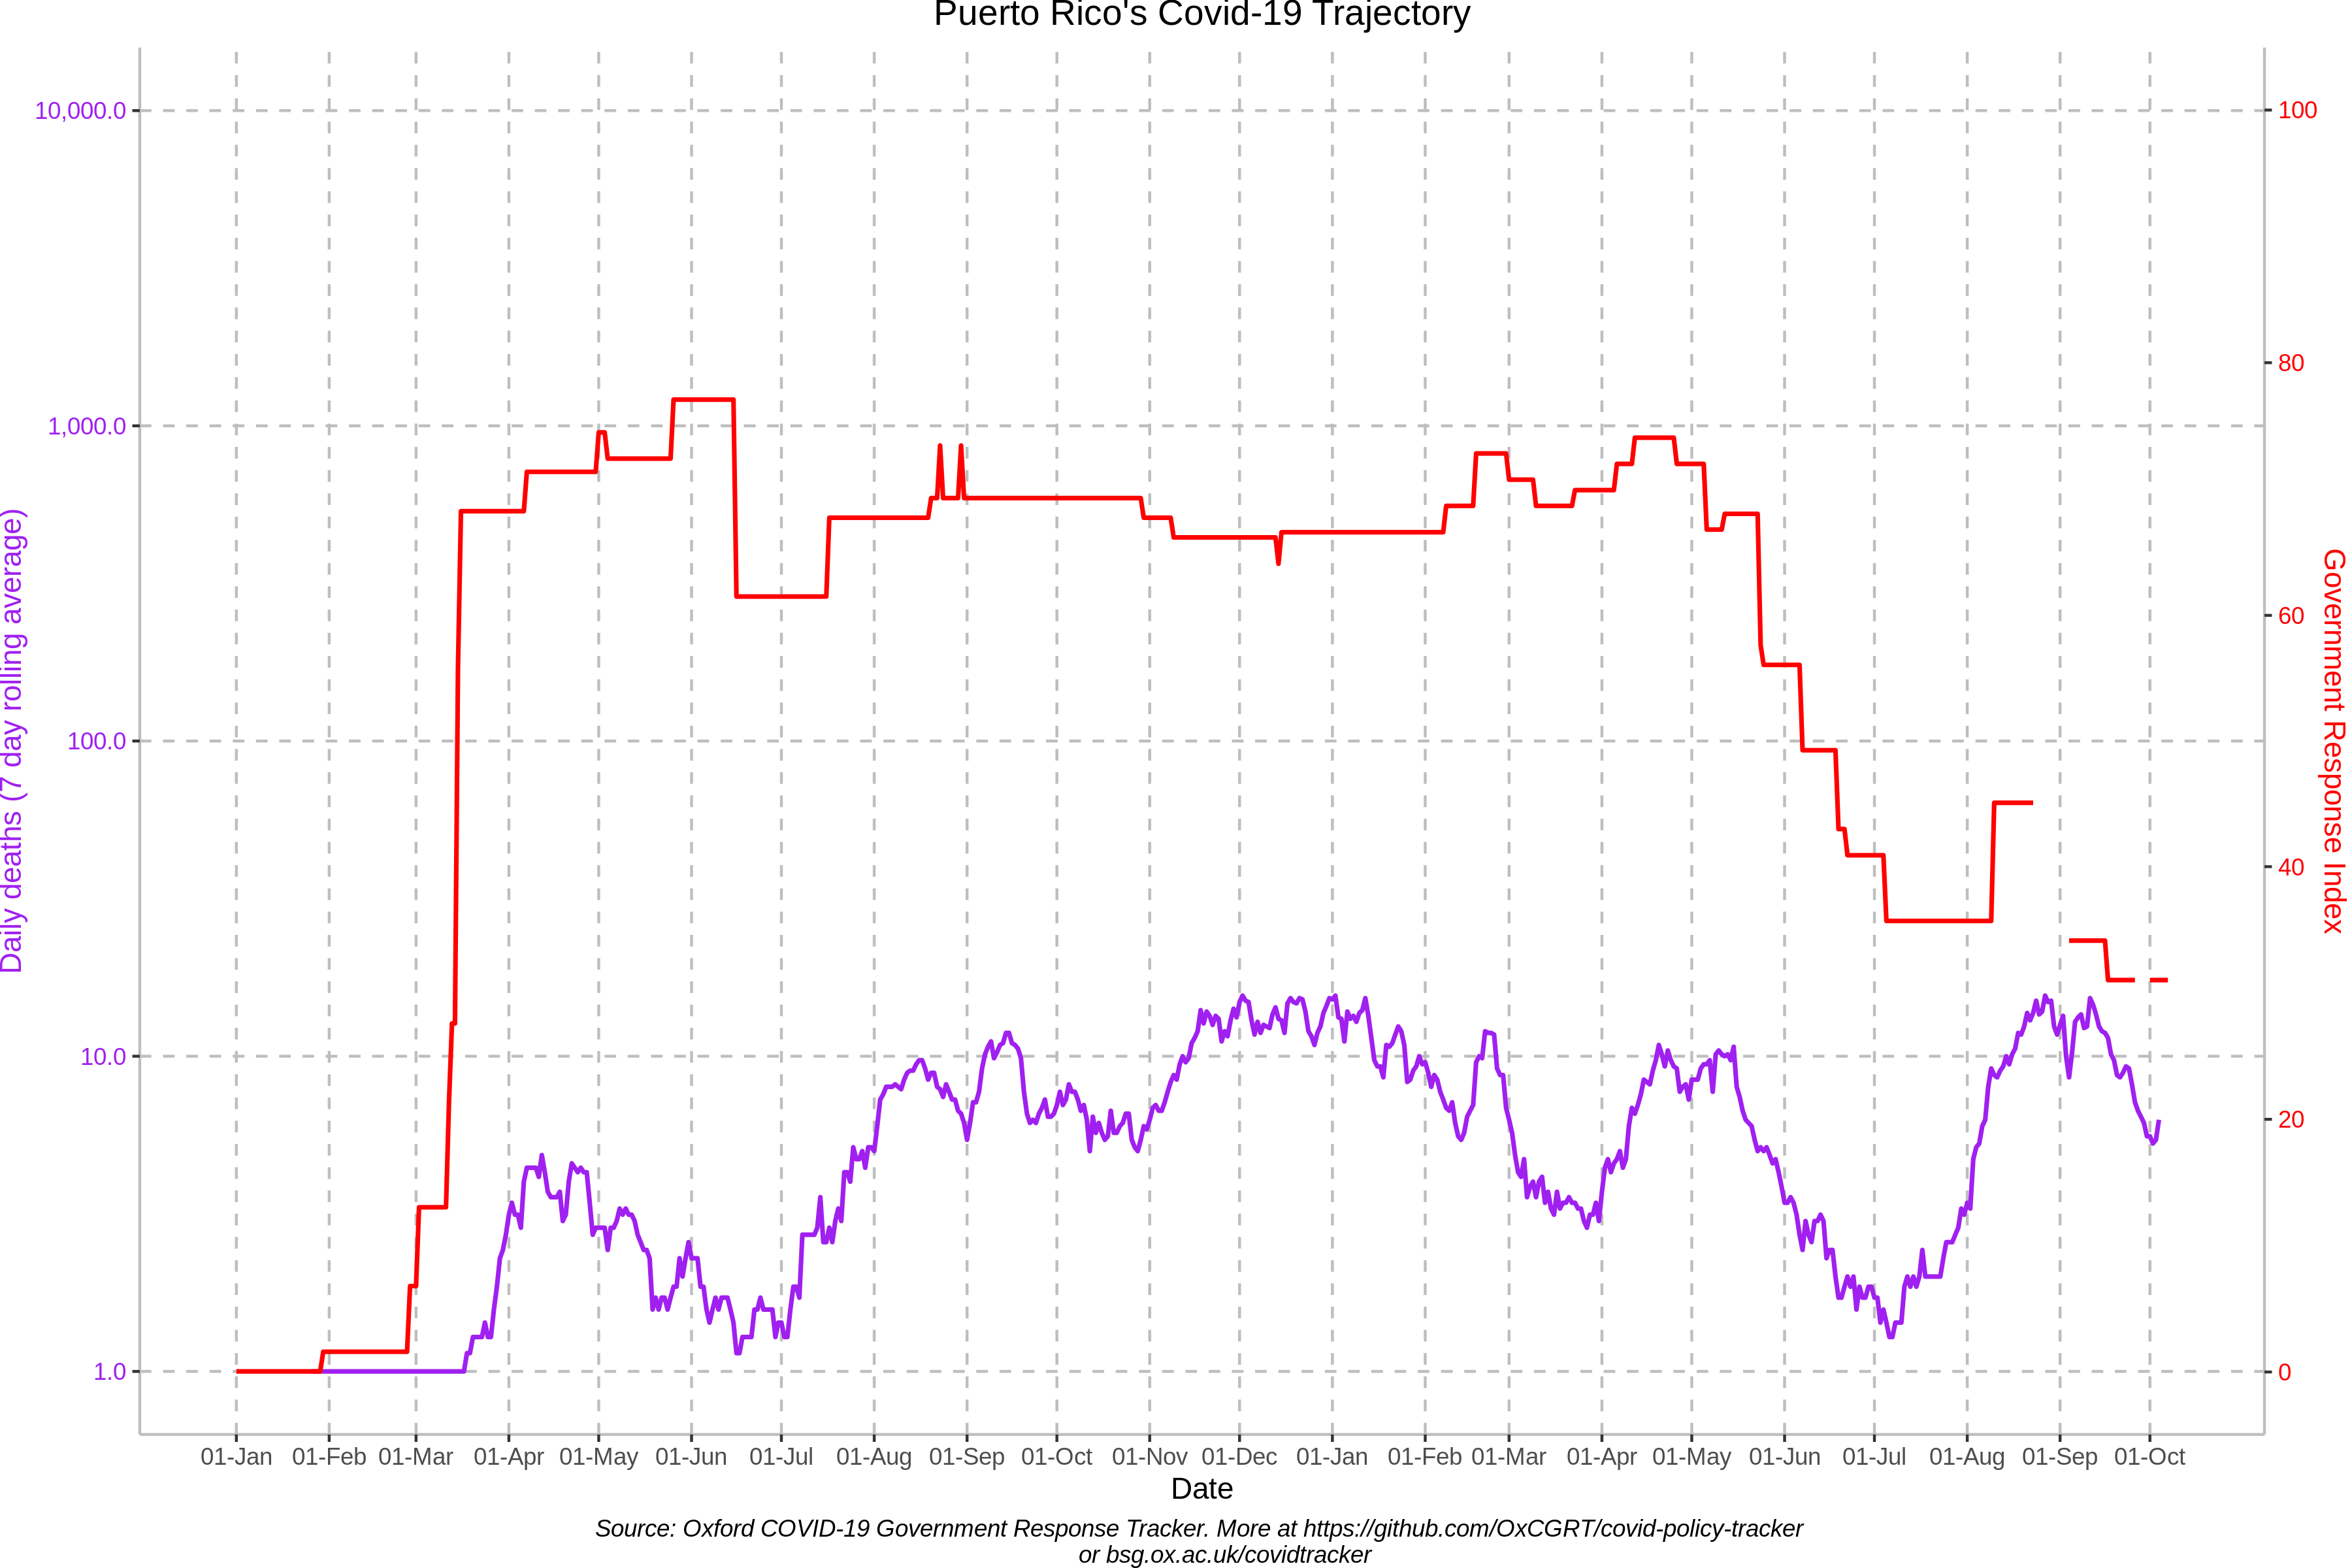 Puerto Rico's Covid-19 Trajectory
10,000.0
1,000.0
100.0
10.0
1.0
Daily deaths (7 day rolling average)
100
80
60
40
20
0
Government Response Index
01-Jan 01-Feb 01-Mar 01-Apr 01-May 01-Jun 01-Jul 01-Aug 01-Sep 01-Oct 01-Nov 01-Dec 01-Jan 01-Feb 01-Mar 01-Apr 01-May 01-Jun 01-Jul 01-Aug 01-Sep 01-Oct
Date
Source: Oxford COVID-19 Government Response Tracker. More at https://github.com/OxCGRT/covid-policy-tracker
or bsg.ox.ac.uk/covidtracker